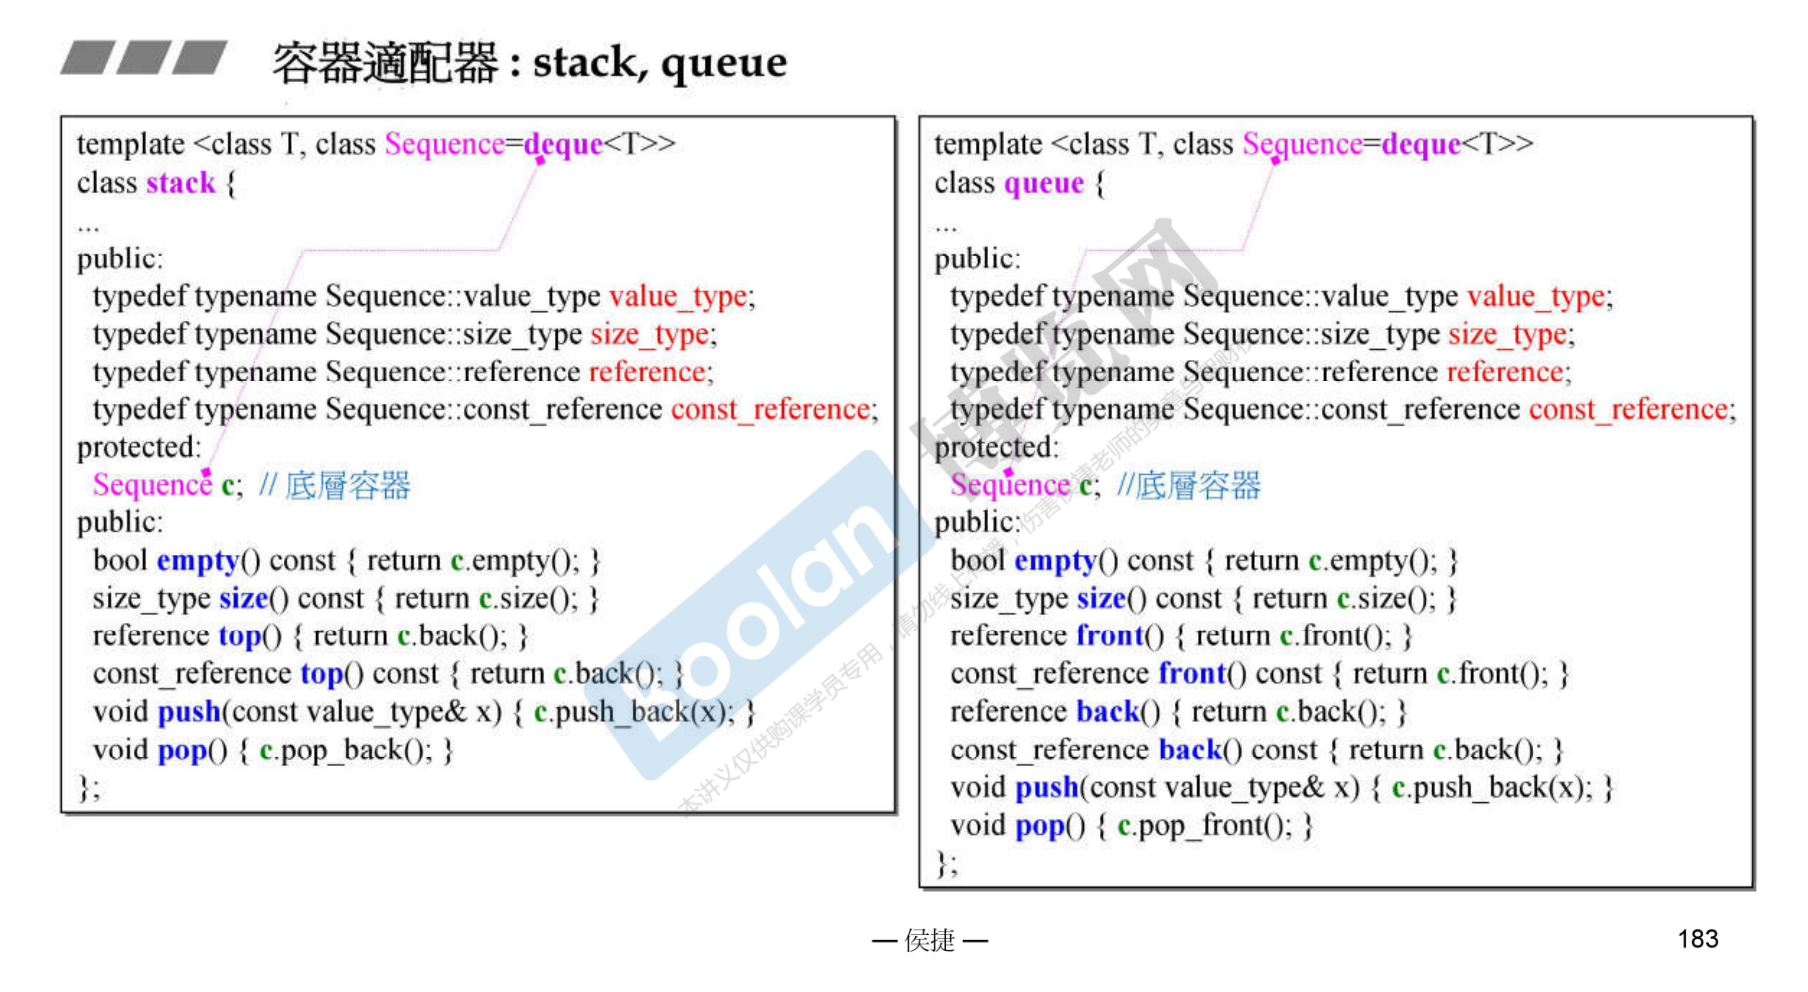 容器適配器 : stack, queue
template <class T, class Sequence=deque<T>>
class stack {
...
public:
typedef typename Sequence::value_type value_type;
typedef typename Sequence::size_type size_type;
typedef typename Sequence::reference reference;
typedef typename Sequence::const_reference const_reference;
protected:
Sequence c; // 底層容器
public:
bool empty() const { return c.empty(); }
size_type size() const { return c.size(); }
reference top() { return c.back(); }
const_reference top() const { return c.back(); }
void push(const value_type& x) { c.push_back(x); }
void pop() { c.pop_back(); }
};
template <class T, class Sequence=deque<T>>
class queue {
...
public:
typedef typename Sequence::value_type value_type;
typedef typename Sequence::size_type size_type;
typedef typename Sequence::reference reference;
typedef typename Sequence::const_reference const_reference;
protected:
Sequence c; //底層容器
public:
bool empty() const { return c.empty(); }
size_type size() const { return c.size(); }
reference front() { return c.front(); }
const_reference front() const { return c.front(); }
reference back() { return c.back(); }
const_reference back() const { return c.back(); }
void push(const value_type& x) { c.push_back(x); }
void pop() { c.pop_front(); }
};
Boolan 博览网
本讲义仅供购课学员专用，请勿线上传播，伤害侯捷老师的
— 侯捷 —
183